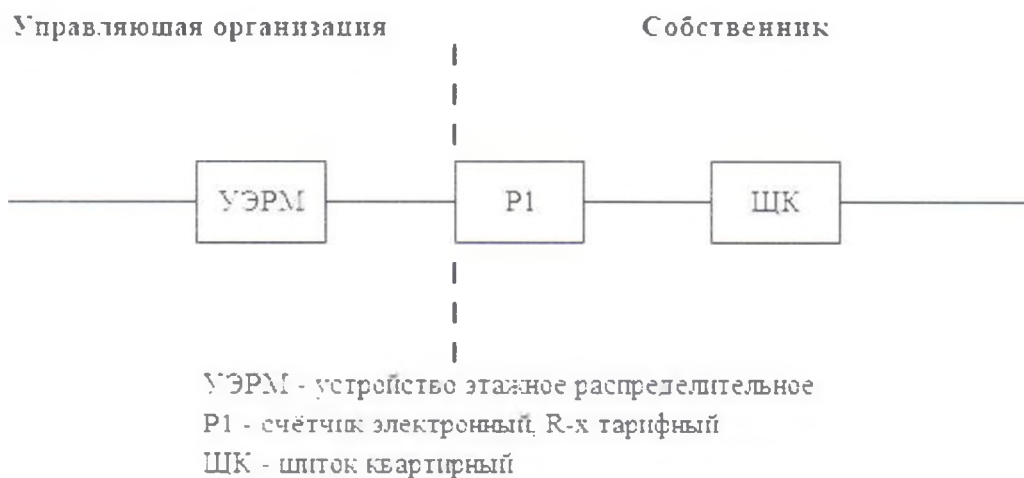 Управляющая организация Собственник
УЭРМ Р1 ЩК
УЭРМ - устройство этажное распределительное
Р1 - счётчик электронный, R-х тарифный
ЩК - щиток квартирный